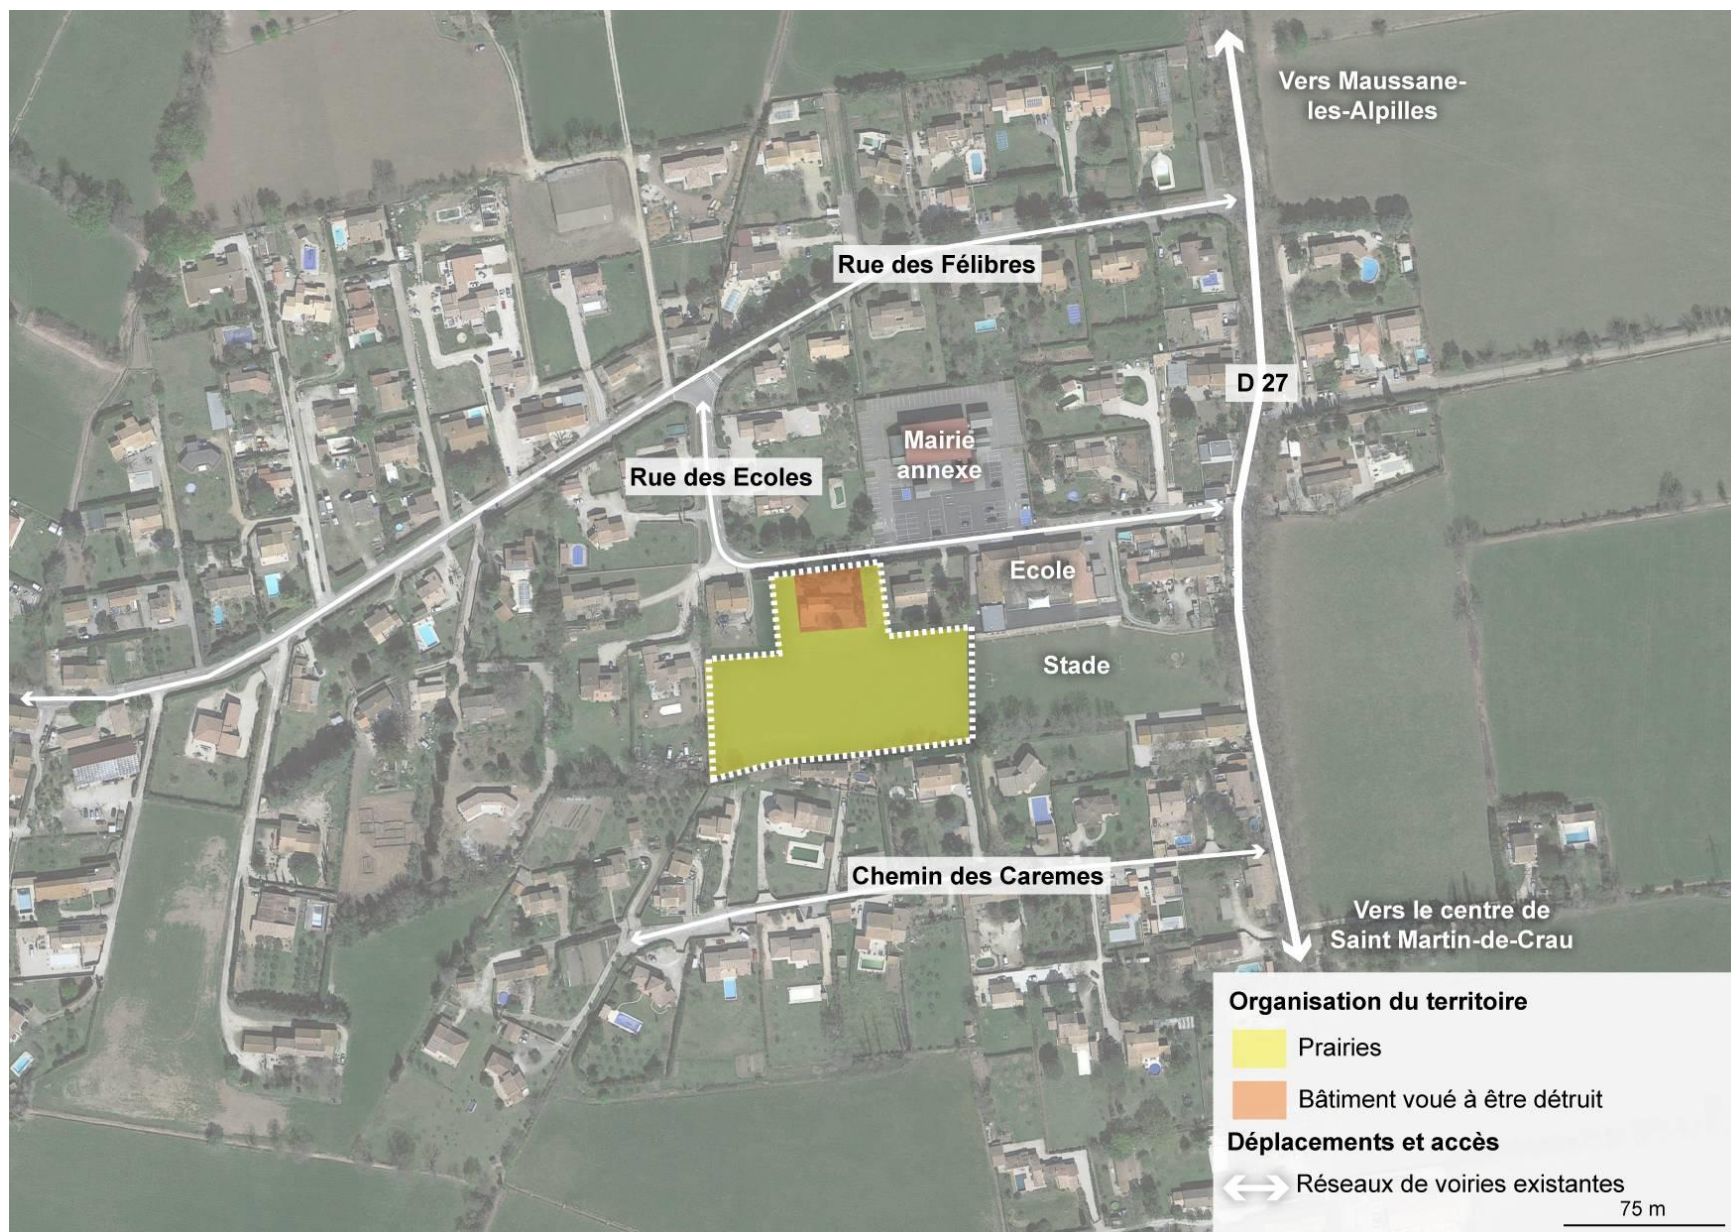 Vers Maussane-
les-Alpilles
Rue des Félibres
D 27
Mairie
annexe
Rue des Ecoles
Ecole
Stade
Chemin des Caremes
Vers le centre de
Saint Martin-de-Crau
Organisation du territoire
Prairies
Bâtiment voué à être détruit
Déplacements et accès
Réseaux de voiries existantes
75 m